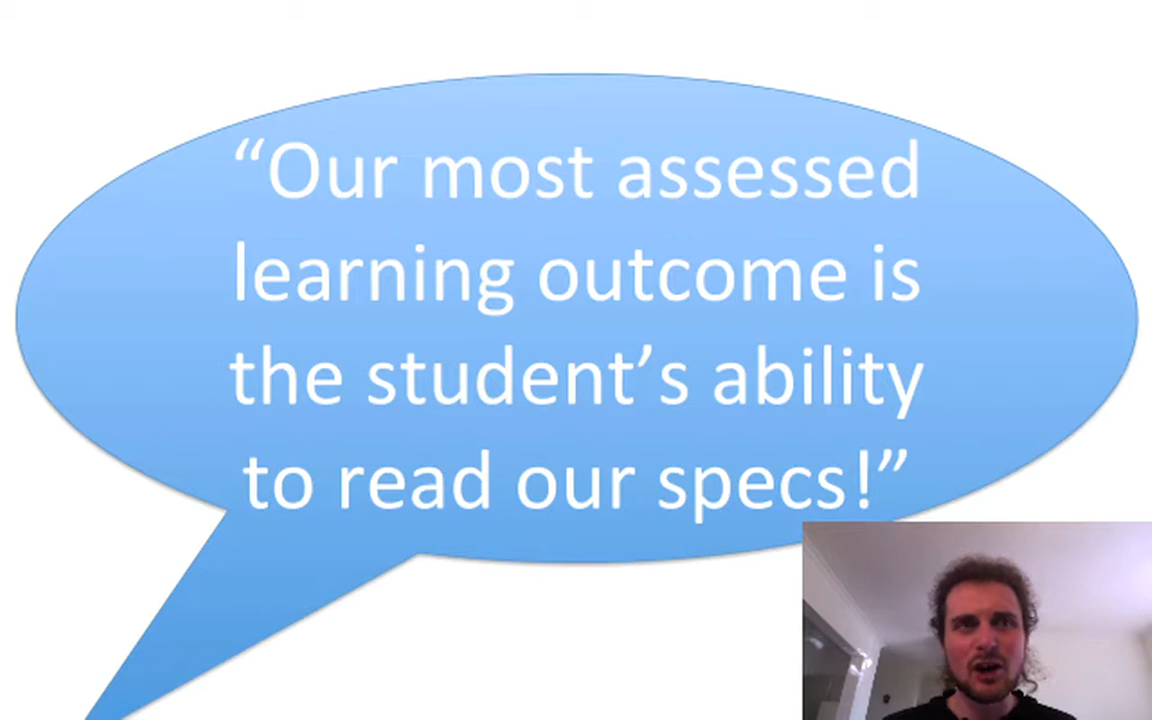 “Our most assessed
learning outcome is
the student’s ability
to read our specs!”